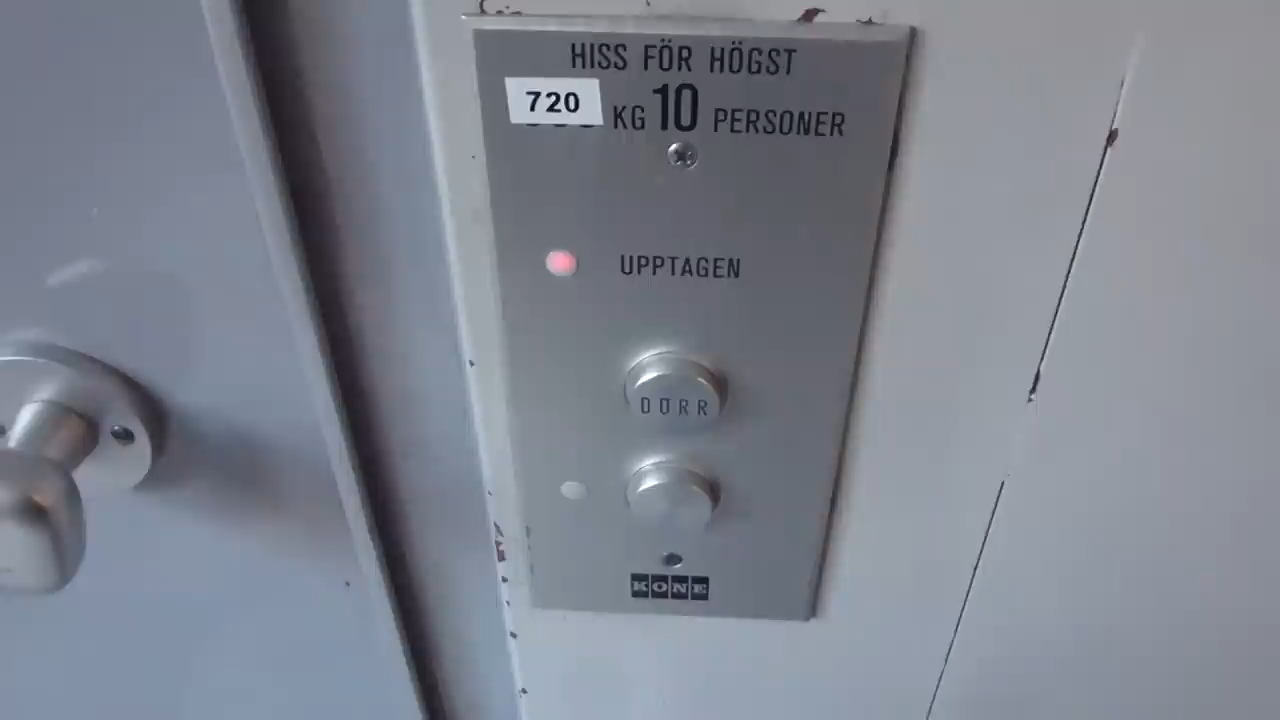 HISS FÖR HÖGST
720 KG 10 PERSONER
UPPTAGEN
DÖRR
KONE